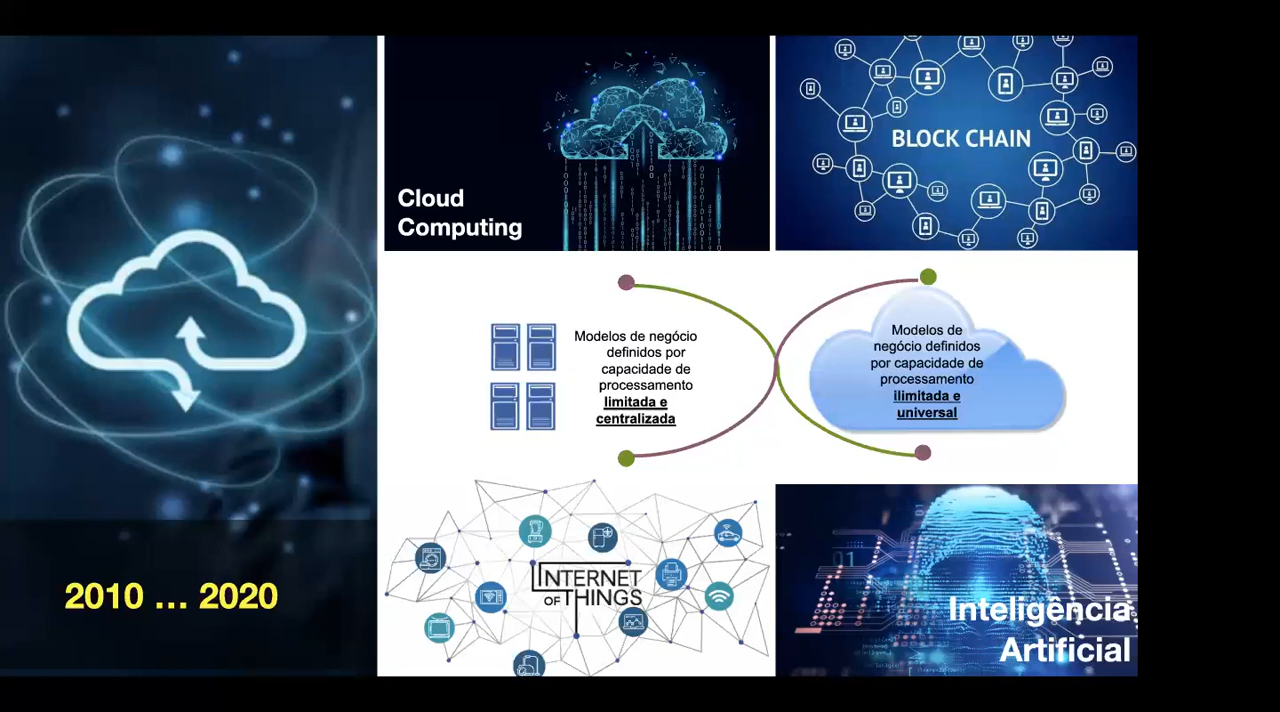 Cloud
Computing
BLOCK CHAIN
Modelos de negócio
definidos por
capacidade de
processamento
limitada e
centralizada
Modelos de
negócio definidos
por capacidade de
processamento
ilimitada e
universal
2010 ... 2020
INTERNET
OF THINGS
01
Inteligência
Artificial